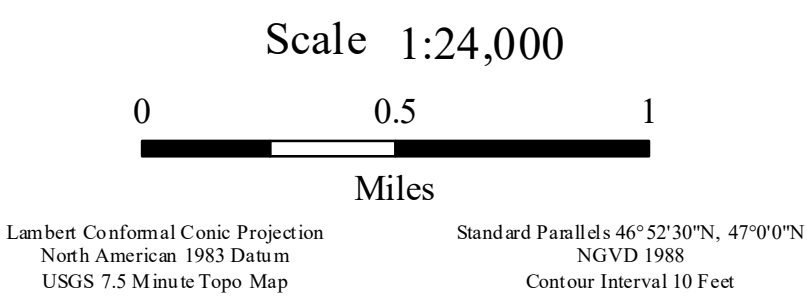 Scale 1:24,000
0 0.5 1
Miles
Lambert Conformal Conic Projection
North American 1983 Datum
USGS 7.5 Minute Topo Map
Standard Parallels 46°52'30"N, 47°0'0"N
NGVD 1988
Contour Interval 10 Feet